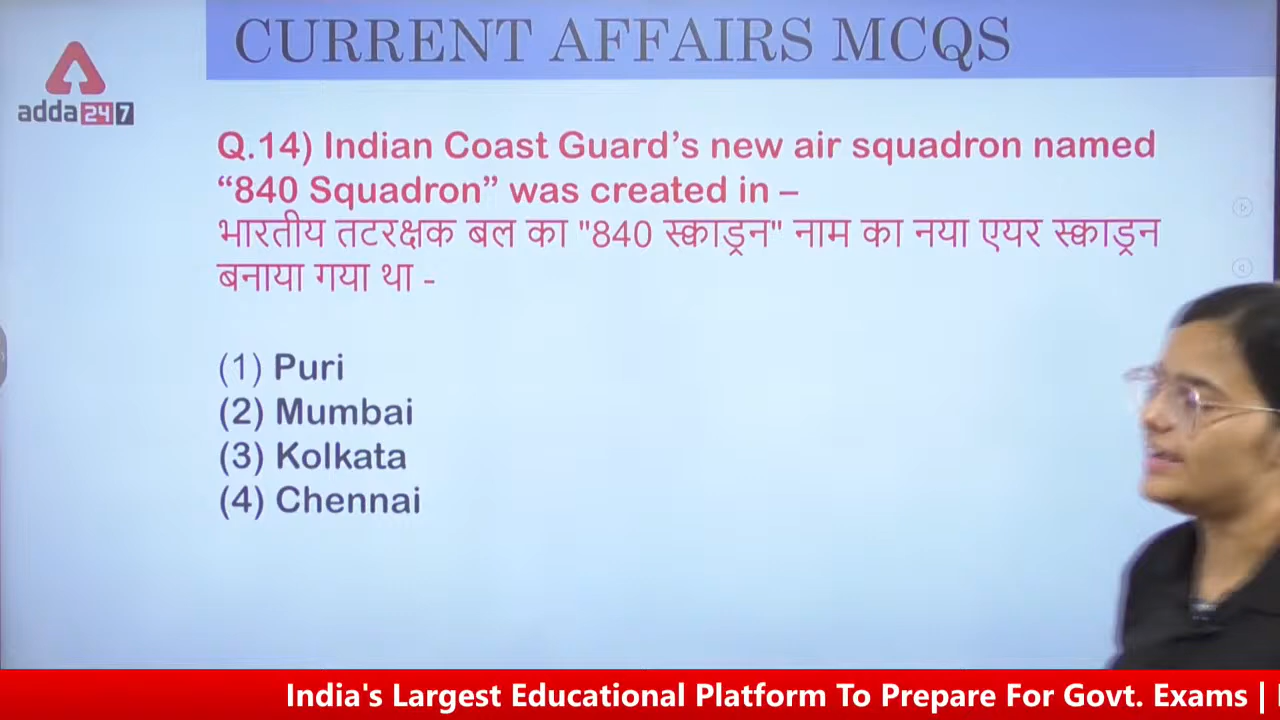 CURRENT AFFAIRS MCQS
adda247
Q.14) Indian Coast Guard’s new air squadron named
“840 Squadron” was created in –
भारतीय तटरक्षक बल का "840 स्क्वाड्रन" नाम का नया एयर स्क्वाड्रन
बनाया गया था -
(1) Puri
(2) Mumbai
(3) Kolkata
(4) Chennai
India's Largest Educational Platform To Prepare For Govt. Exams |